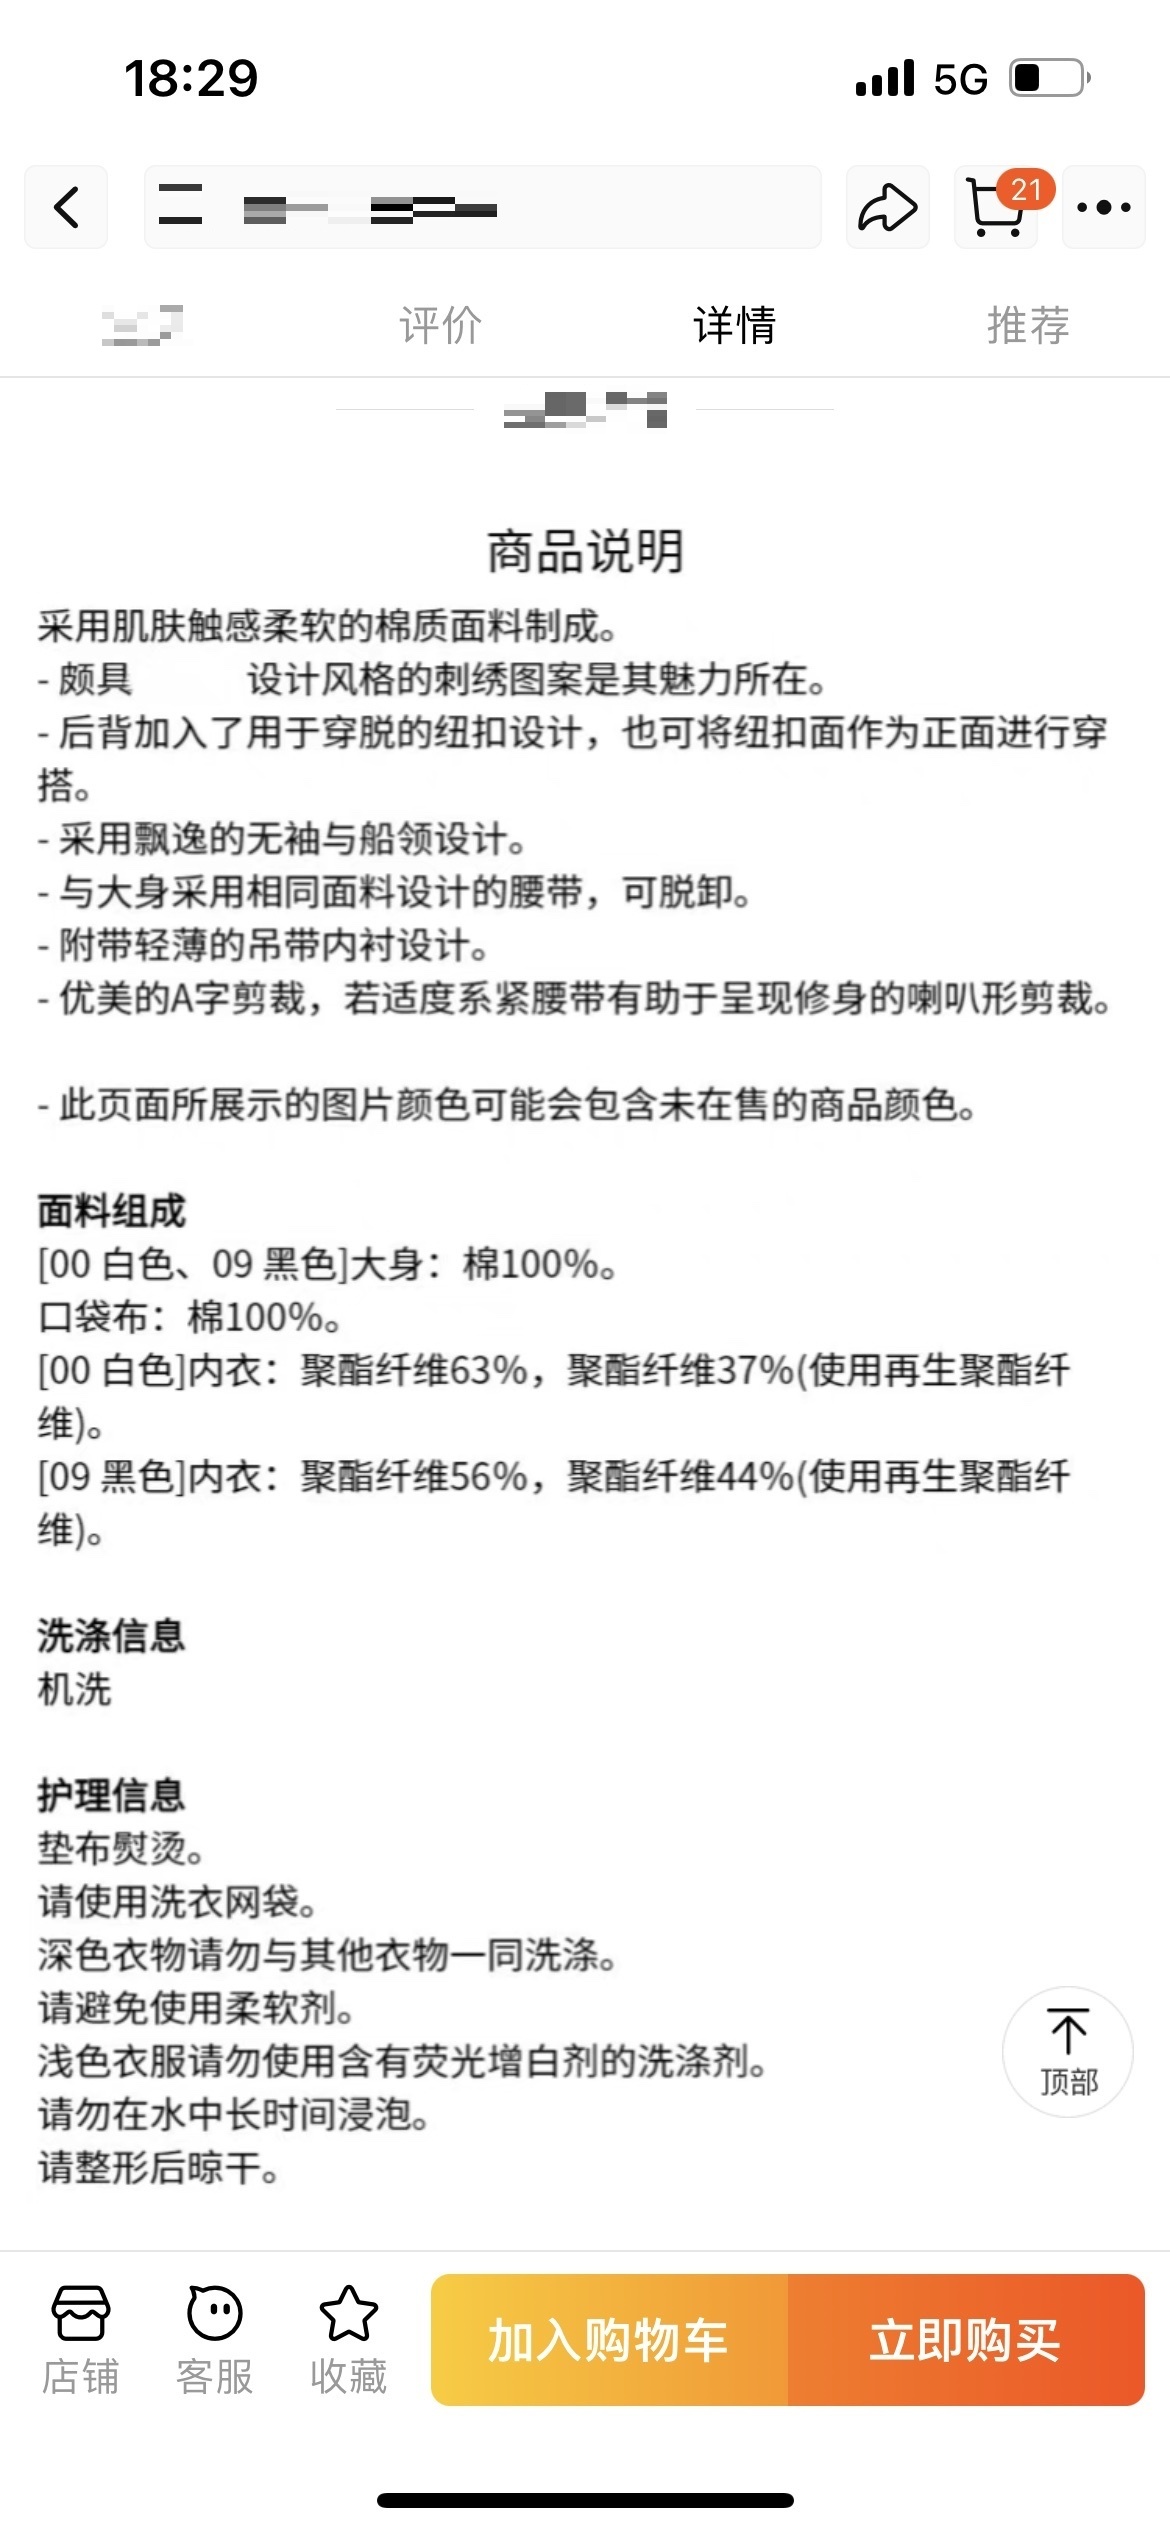 18:29
5G
21
评价
详情
推荐
商品说明
采用肌肤触感柔软的棉质面料制成。
- 颇具 设计风格的刺绣图案是其魅力所在。
- 后背加入了用于穿脱的纽扣设计，也可将纽扣面作为正面进行穿
搭。
- 采用飘逸的无袖与船领设计。
- 与大身采用相同面料设计的腰带，可脱卸。
- 附带轻薄的吊带内衬设计。
- 优美的A字剪裁，若适度系紧腰带有助于呈现修身的喇叭形剪裁。
- 此页面所展示的图片颜色可能会包含未在售的商品颜色。
面料组成
[00 白色、09 黑色]大身：棉100%。
口袋布：棉100%。
[00 白色]内衣：聚酯纤维63%，聚酯纤维37%(使用再生聚酯纤
维)。
[09 黑色]内衣：聚酯纤维56%，聚酯纤维44%(使用再生聚酯纤
维)。
洗涤信息
机洗
护理信息
垫布熨烫。
请使用洗衣网袋。
深色衣物请勿与其他衣物一同洗涤。
请避免使用柔软剂。
浅色衣服请勿使用含有荧光增白剂的洗涤剂。
请勿在水中长时间浸泡。
请整形后晾干。
顶部
店铺
客服
收藏
加入购物车
立即购买